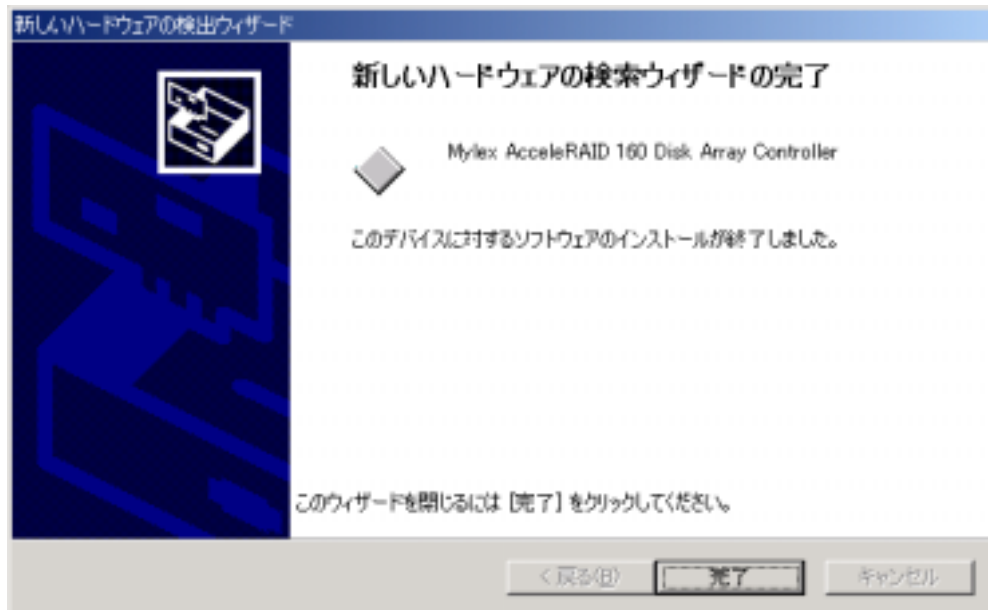 新しいハードウェアの検出ウィザード
新しいハードウェアの検索ウィザードの完了
Mylex AcceleRAID 160 Disk Array Controller
このデバイスに対するソフトウェアのインストールが終了しました。
このウィザードを閉じるには [完了] をクリックしてください。
< 戻る(B)
完了
キャンセル